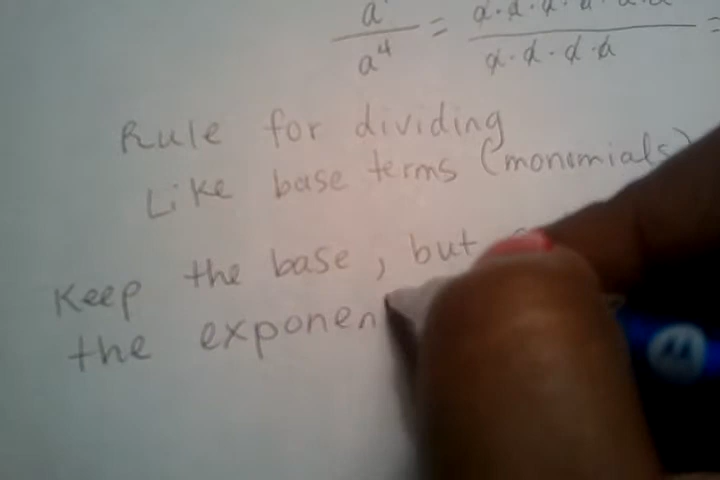 a = a·a·a·a·a·a =
a⁴ a·a·a·a
Rule for dividing
Like base terms (monomials)
Keep the base, but
the exponen